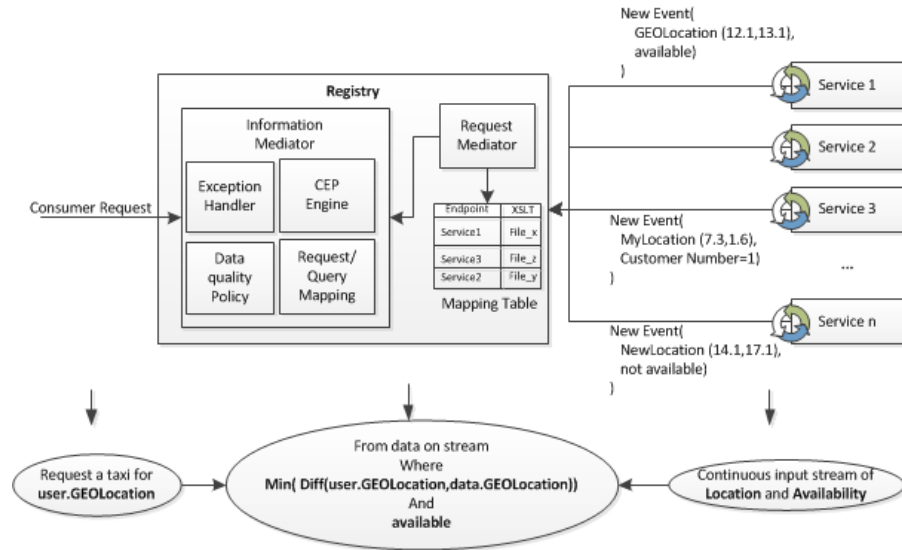 New Event(
GEOLocation (12.1,13.1),
available)
)
Service 1
Service 2
Service 3
...
Service n
Registry
Information
Mediator
Exception
Handler
CEP
Engine
Data
quality
Policy
Request/
Query
Mapping
Request
Mediator
Endpoint XSLT
Service1 File_x
Service3 File_z
Service2 File_y
Mapping Table
Consumer Request
New Event(
MyLocation (7.3,1.6),
Customer Number=1)
)
New Event(
NewLocation (14.1,17.1),
not available)
)
Request a taxi for
user.GEOLocation
From data on stream
Where
Min( Diff(user.GEOLocation,data.GEOLocation))
And
available
Continuous input stream of
Location and Availability